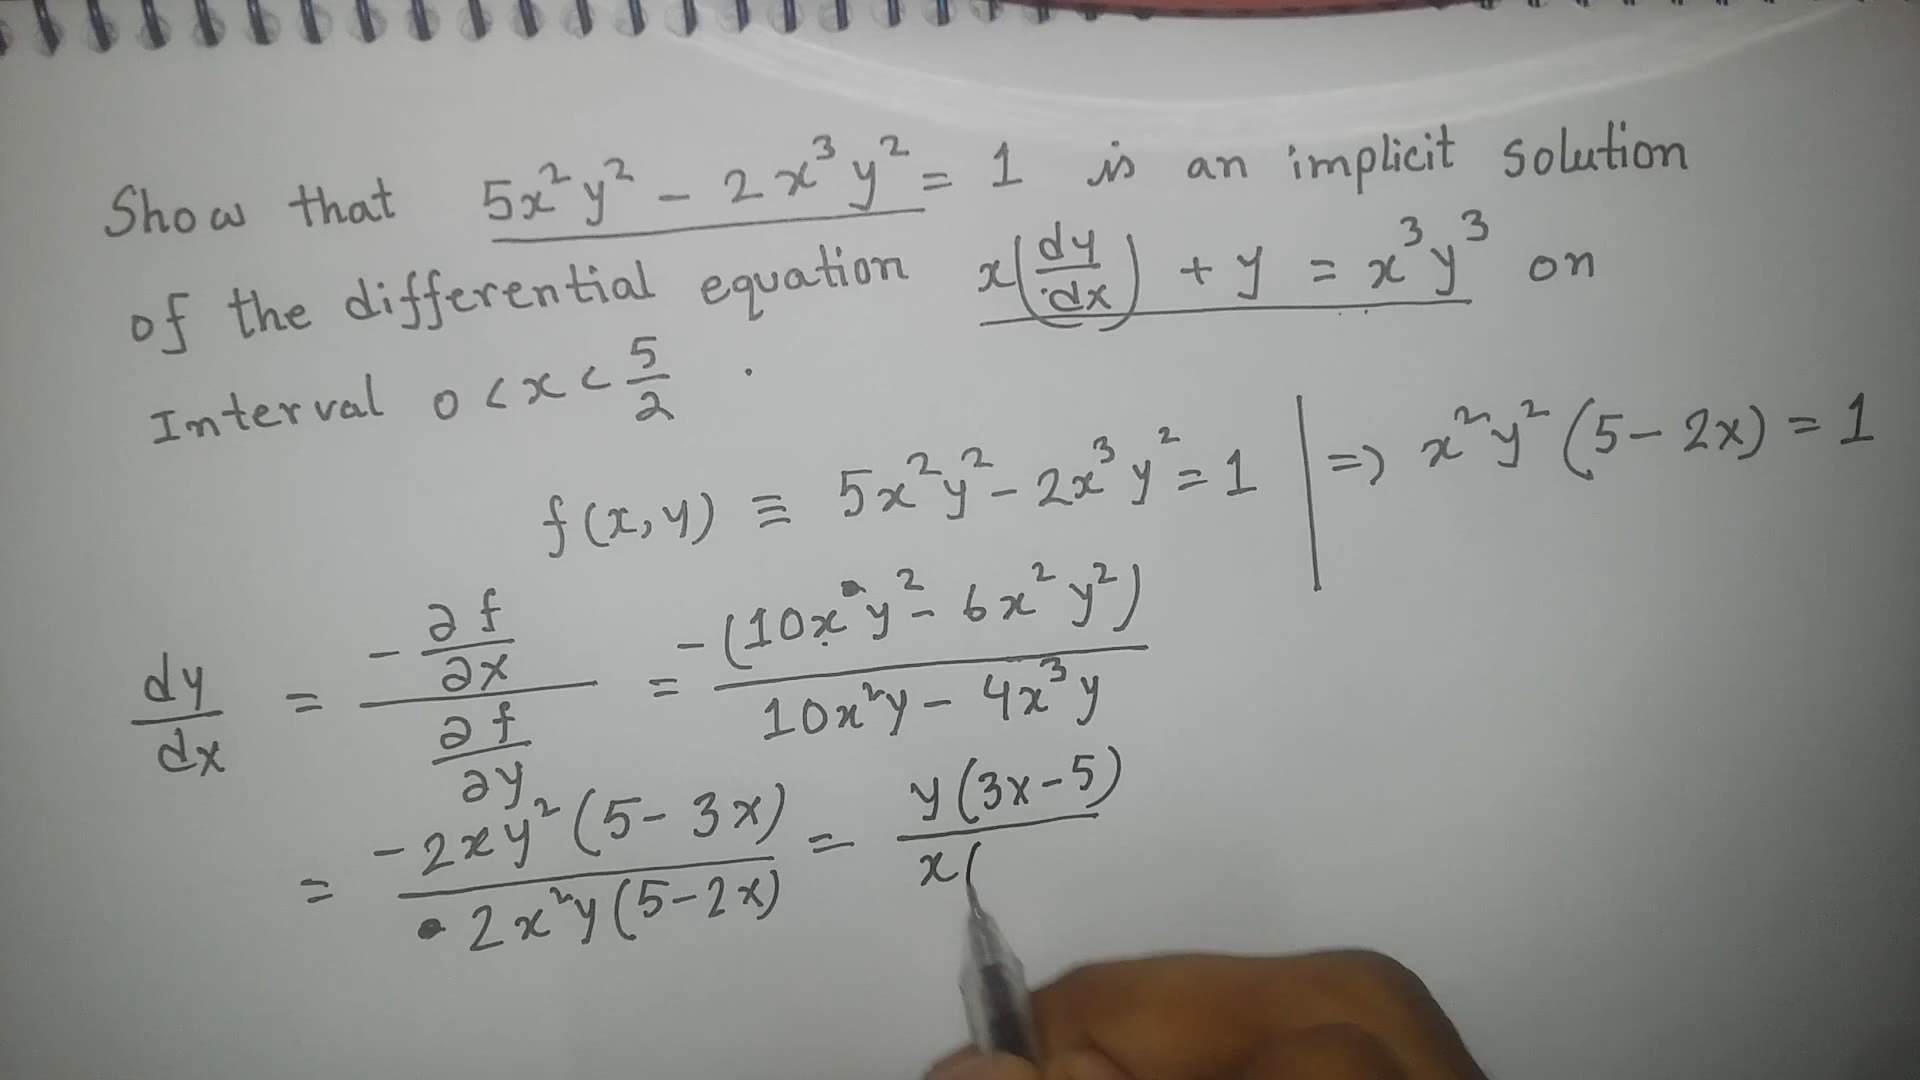 Show that 5x²y² - 2x³y² = 1 is an implicit solution
of the differential equation x(dy/dx) + y = x³y³ on
Interval 0 < x < 5/2 .
f(x,y) ≡ 5x²y² - 2x³y² = 1 | => x²y² (5 - 2x) = 1
dy/dx = (-∂f/∂x)/(∂f/∂y) = -(10x y² - 6x²y²)/(10x²y - 4x³y)
= -2xy²(5 - 3x)/2x²y(5-2x) = y(3x-5)/x(